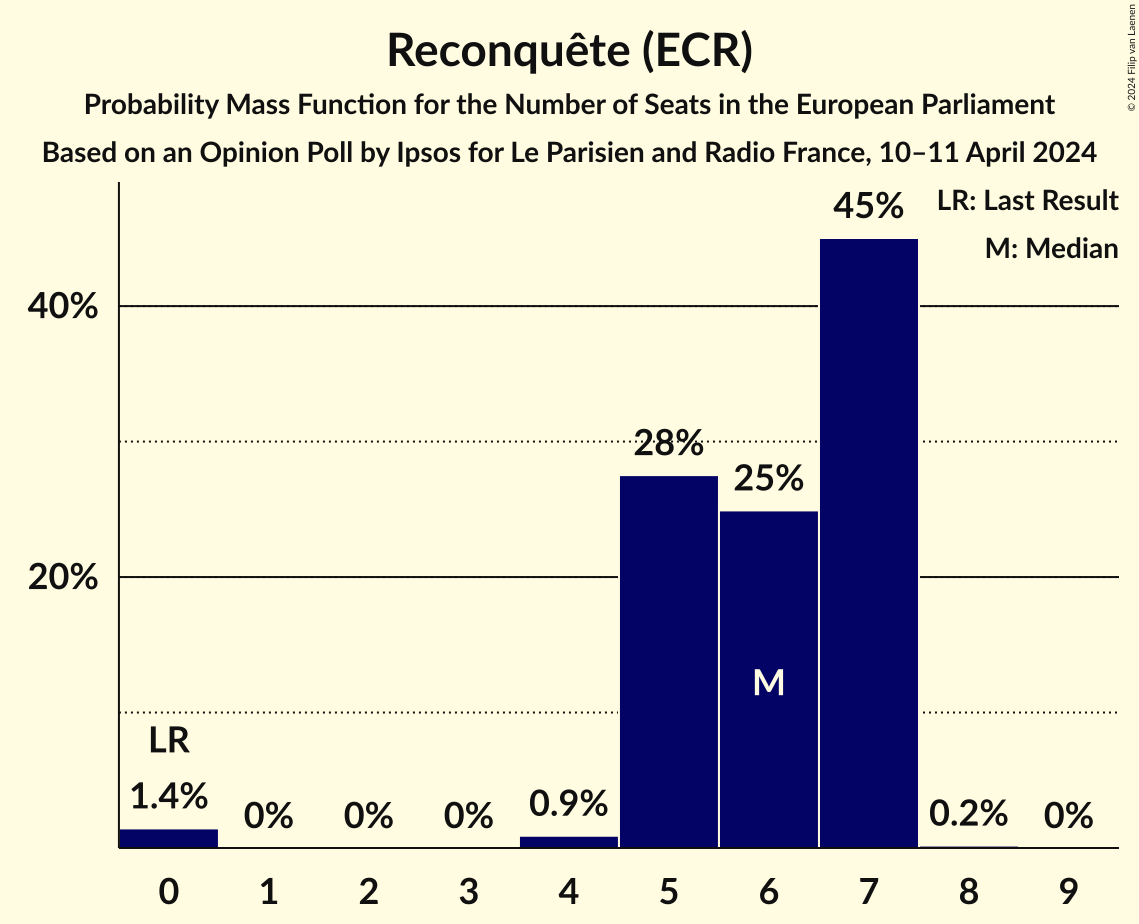 Reconquête (ECR)
Probability Mass Function for the Number of Seats in the European Parliament
Based on an Opinion Poll by Ipsos for Le Parisien and Radio France, 10–11 April 2024
© 2024 Filip van Laenen
LR: Last Result
M: Median
45%
40%
28%
25%
20%
M
LR
1.4%
0%
0%
0%
0.9%
0.2%
0%
0 1 2 3 4 5 6 7 8 9